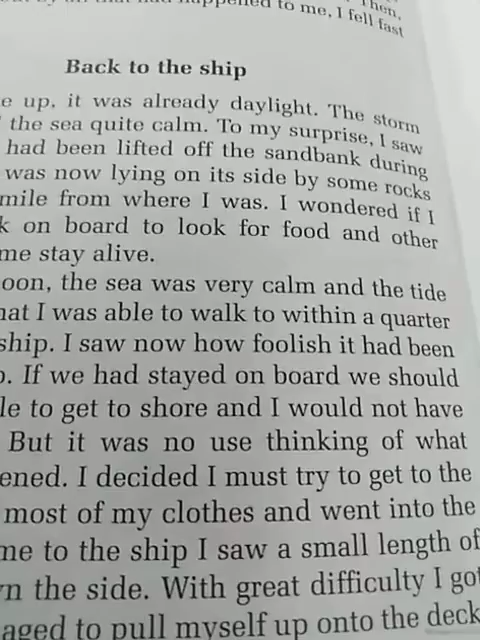 to me, I fell fast
Then,
Back to the ship
e up, it was already daylight. The storm
the sea quite calm. To my surprise, I saw
had been lifted off the sandbank during
was now lying on its side by some rocks
mile from where I was. I wondered if I
k on board to look for food and other
me stay alive.
oon, the sea was very calm and the tide
hat I was able to walk to within a quarter
ship. I saw now how foolish it had been
o. If we had stayed on board we should
le to get to shore and I would not have
But it was no use thinking of what
ened. I decided I must try to get to the
most of my clothes and went into the
me to the ship I saw a small length of
n the side. With great difficulty I got
aged to pull myself up onto the deck